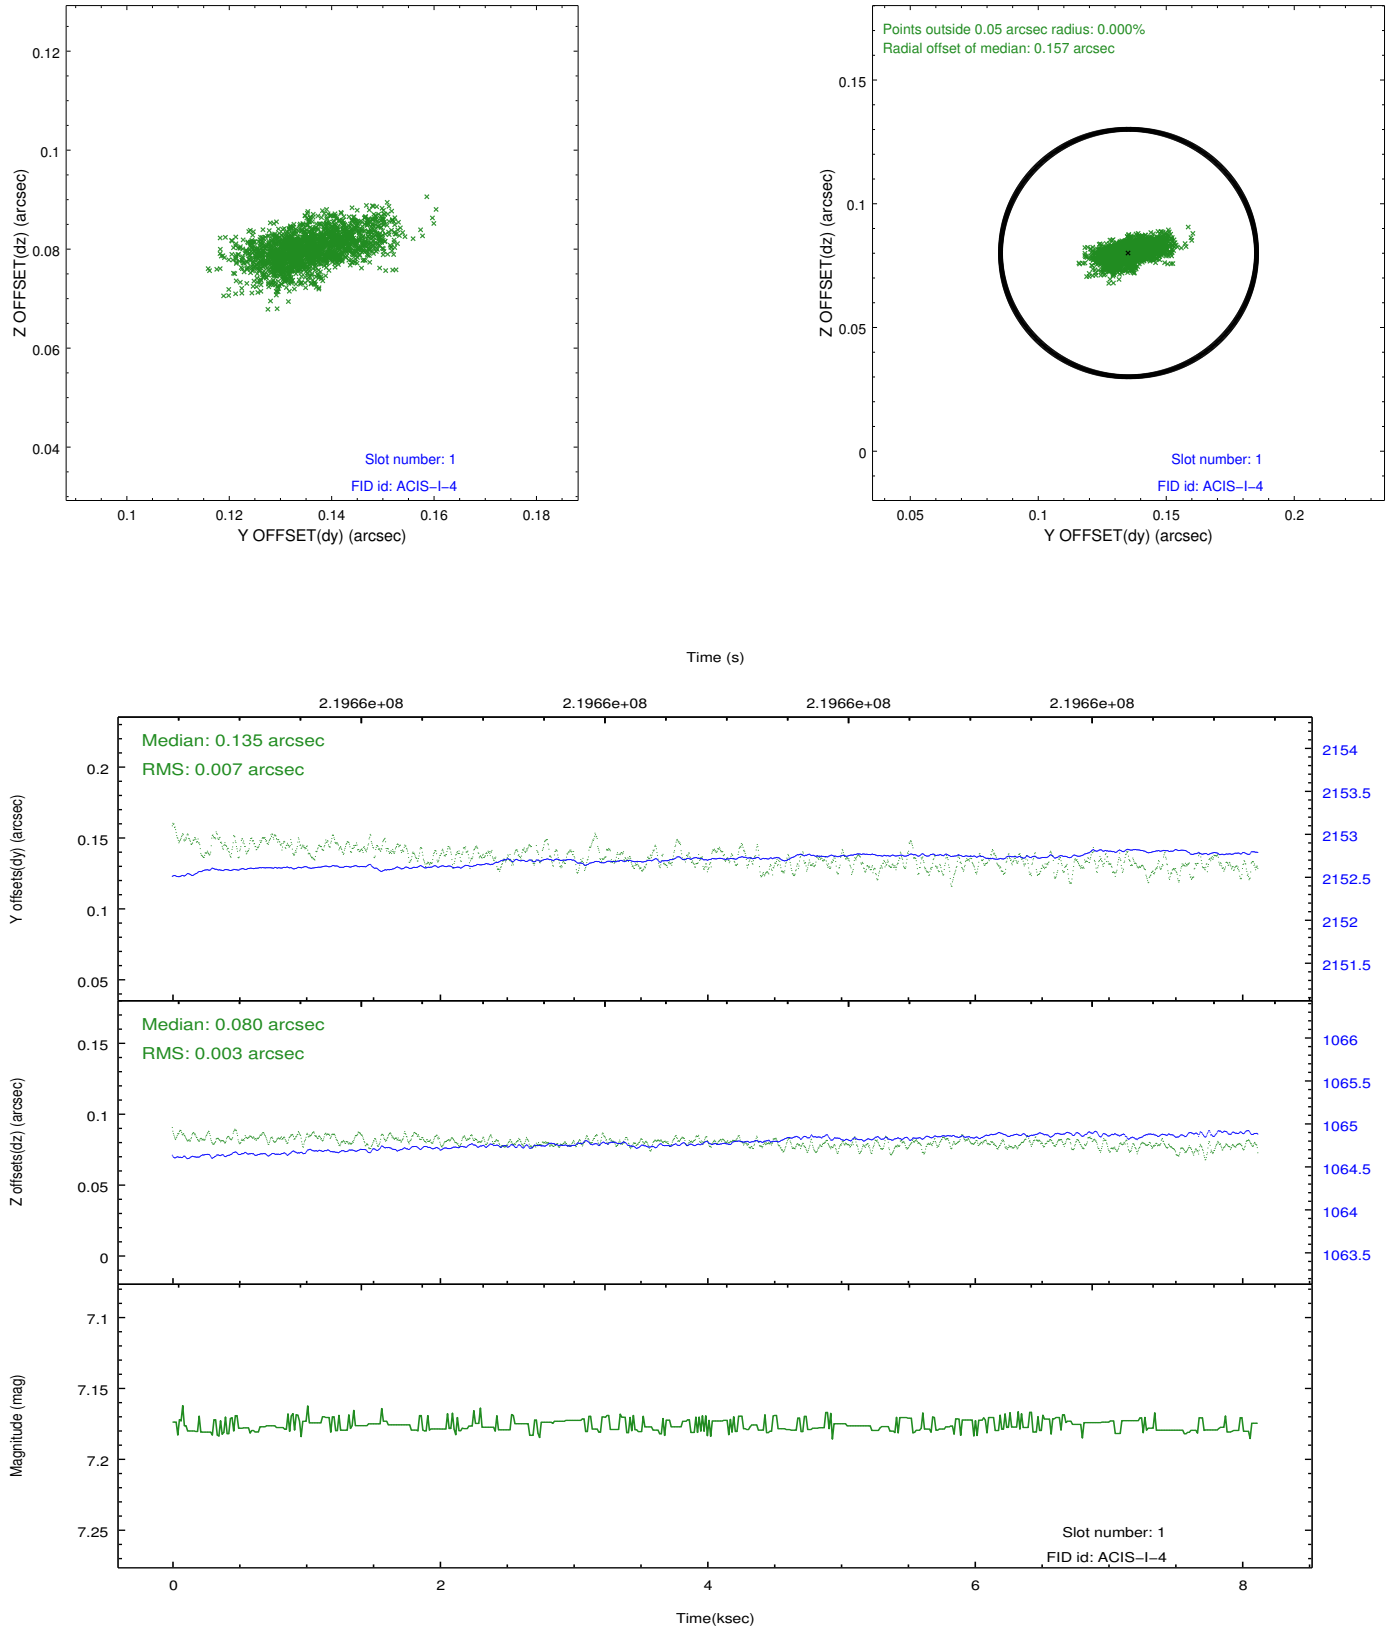 0.12
0.1
0.08
0.06
0.04
Z OFFSET(dz) (arcsec)
Slot number: 1
FID id: ACIS-I-4
0.1 0.12 0.14 0.16 0.18
Y OFFSET(dy) (arcsec)
Points outside 0.05 arcsec radius: 0.000%
Radial offset of median: 0.157 arcsec
0.15
0.1
0.05
0
Z OFFSET(dz) (arcsec)
Slot number: 1
FID id: ACIS-I-4
0.05 0.1 0.15 0.2
Y OFFSET(dy) (arcsec)
Time (s)
2.1966e+08 2.1966e+08 2.1966e+08 2.1966e+08
Median: 0.135 arcsec
RMS: 0.007 arcsec
0.2
0.15
0.1
0.05
Y offsets(dy) (arcsec)
2154
2153.5
2153
2152.5
2152
2151.5
Median: 0.080 arcsec
RMS: 0.003 arcsec
0.15
0.1
0.05
0
Z offsets(dz) (arcsec)
1066
1065.5
1065
1064.5
1064
1063.5
7.1
7.15
7.2
7.25
Magnitude (mag)
Slot number: 1
FID id: ACIS-I-4
0 2 4 6 8
Time(ksec)